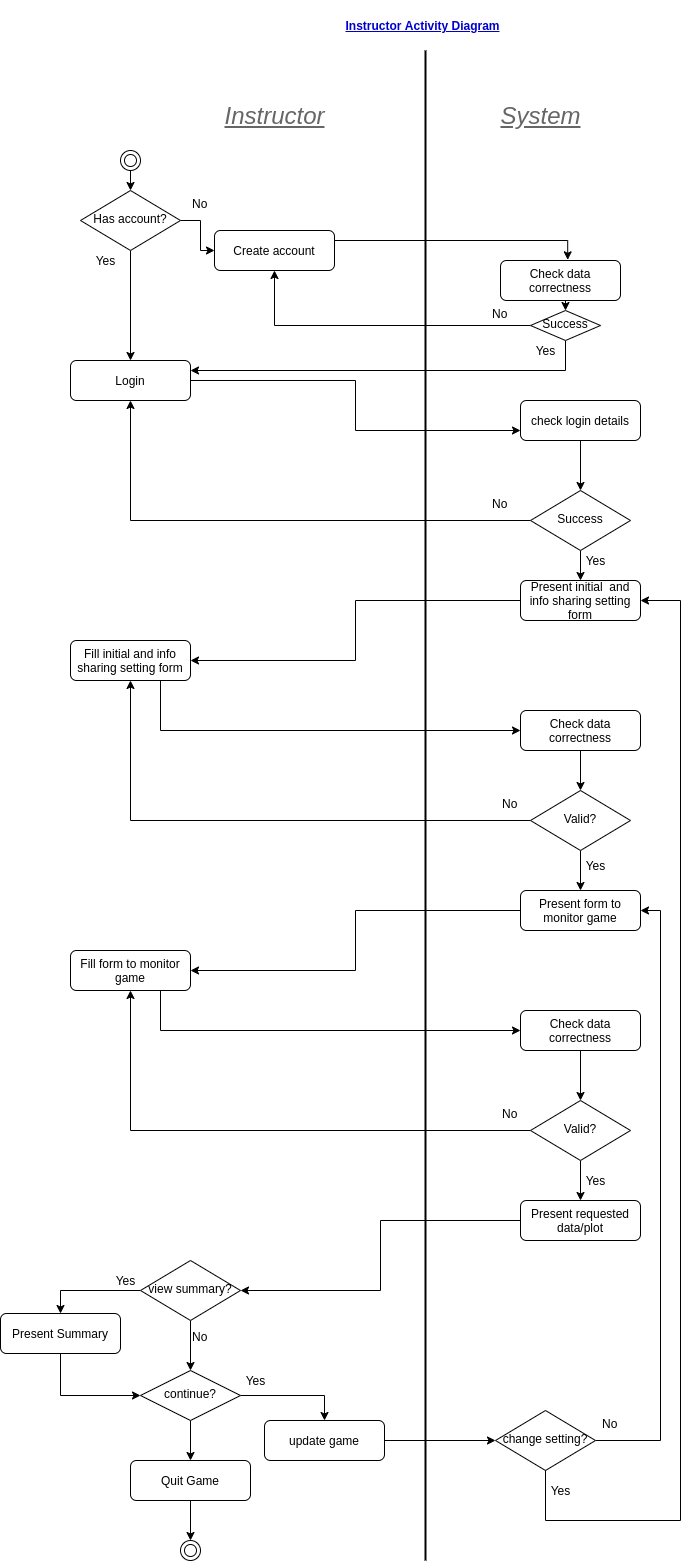 Instructor Activity Diagram
Instructor
System
Has account?
No
Yes
Create account
Check data
correctness
No
Success
Yes
Login
check login details
No
Success
Yes
Present initial  and
info sharing setting
form
Fill initial and info
sharing setting form
Check data
correctness
No
Valid?
Yes
Present form to
monitor game
Fill form to monitor
game
Check data
correctness
No
Valid?
Yes
Present requested
data/plot
Yes
view summary?
Present Summary
No
continue?
Yes
update game
change setting?
No
Yes
Quit Game